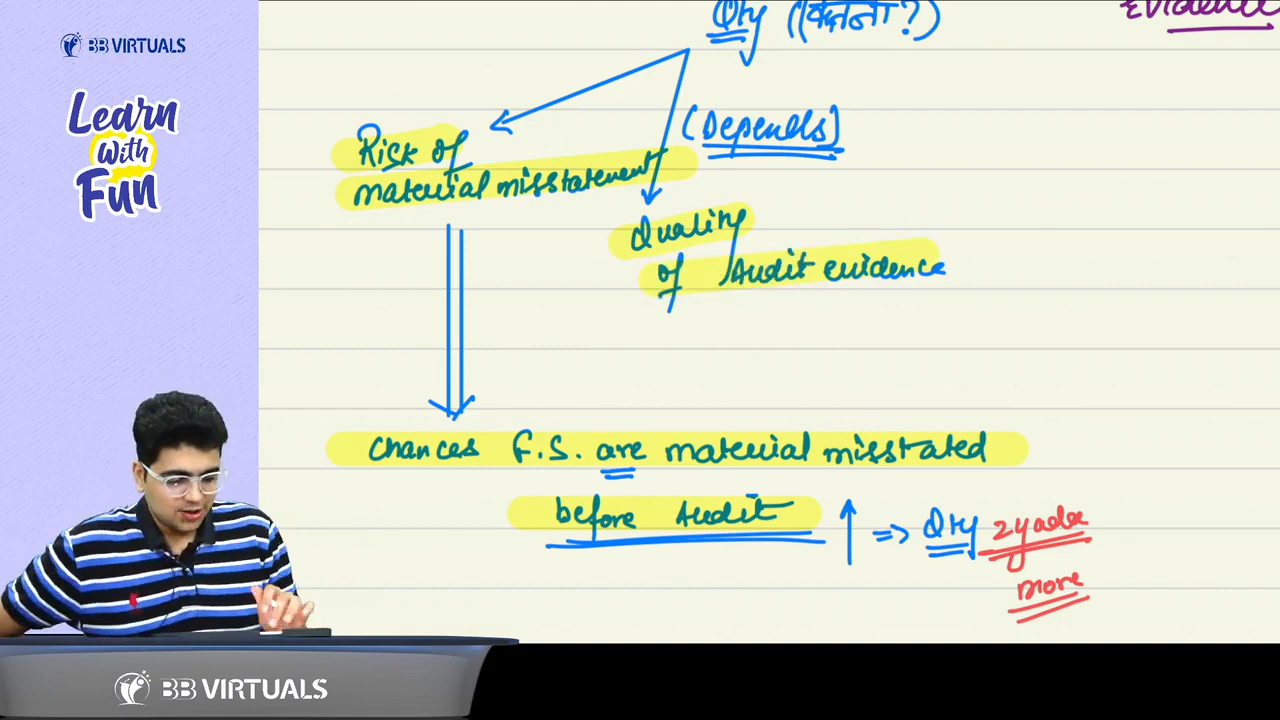 BB VIRTUALS
Learn
with
Fun
Evidence
Qty (कितना?)
(Depends)
Risk of
material misstatement
Quality
of Audit evidence
chances F.S. are material misstated
before Audit ↑ => Qty zyada
more
BB VIRTUALS